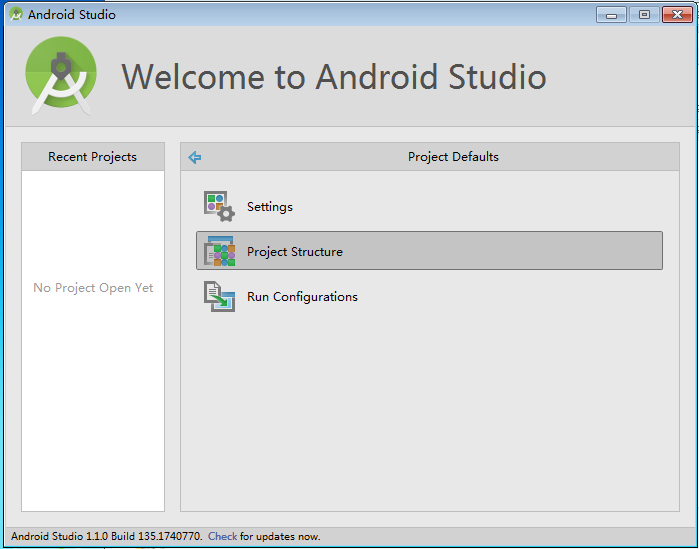 Android Studio
Welcome to Android Studio
Recent Projects
No Project Open Yet
Project Defaults
Settings
Project Structure
Run Configurations
Android Studio 1.1.0 Build 135.1740770. Check for updates now.